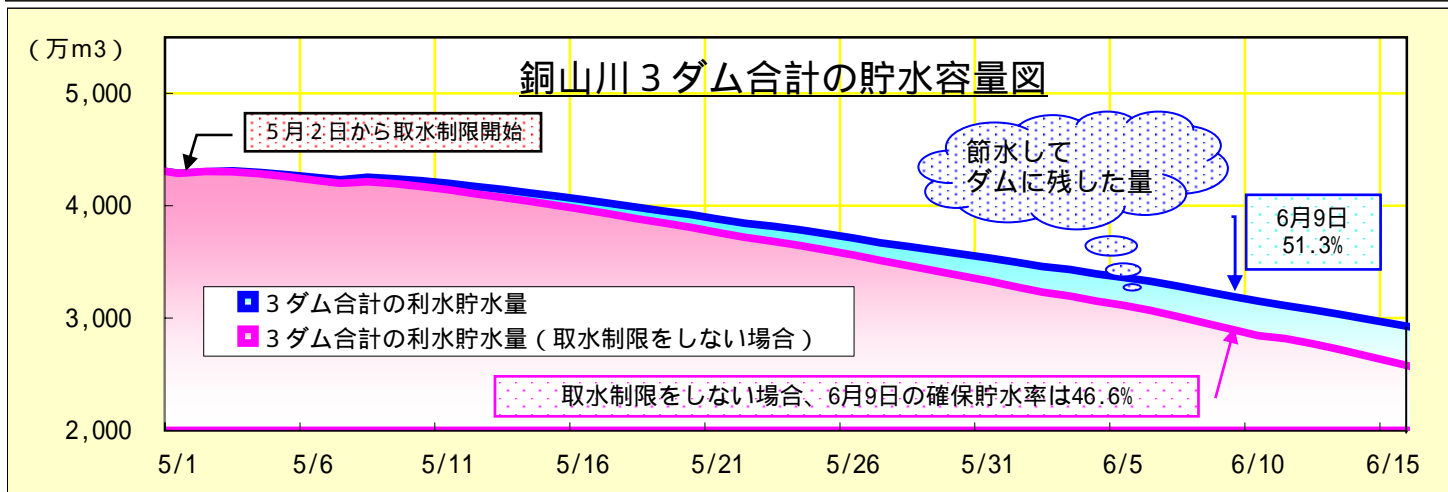 (万m3)
銅山川3ダム合計の貯水容量図
5,000
5月2日から取水制限開始
節水して
ダムに残した量
4,000
6月9日
51.3%
3ダム合計の利水貯水量
3,000
3ダム合計の利水貯水量(取水制限をしない場合)
取水制限をしない場合、6月9日の確保貯水率は46.6%
2,000
5/1 5/6 5/11 5/16 5/21 5/26 5/31 6/5 6/10 6/15